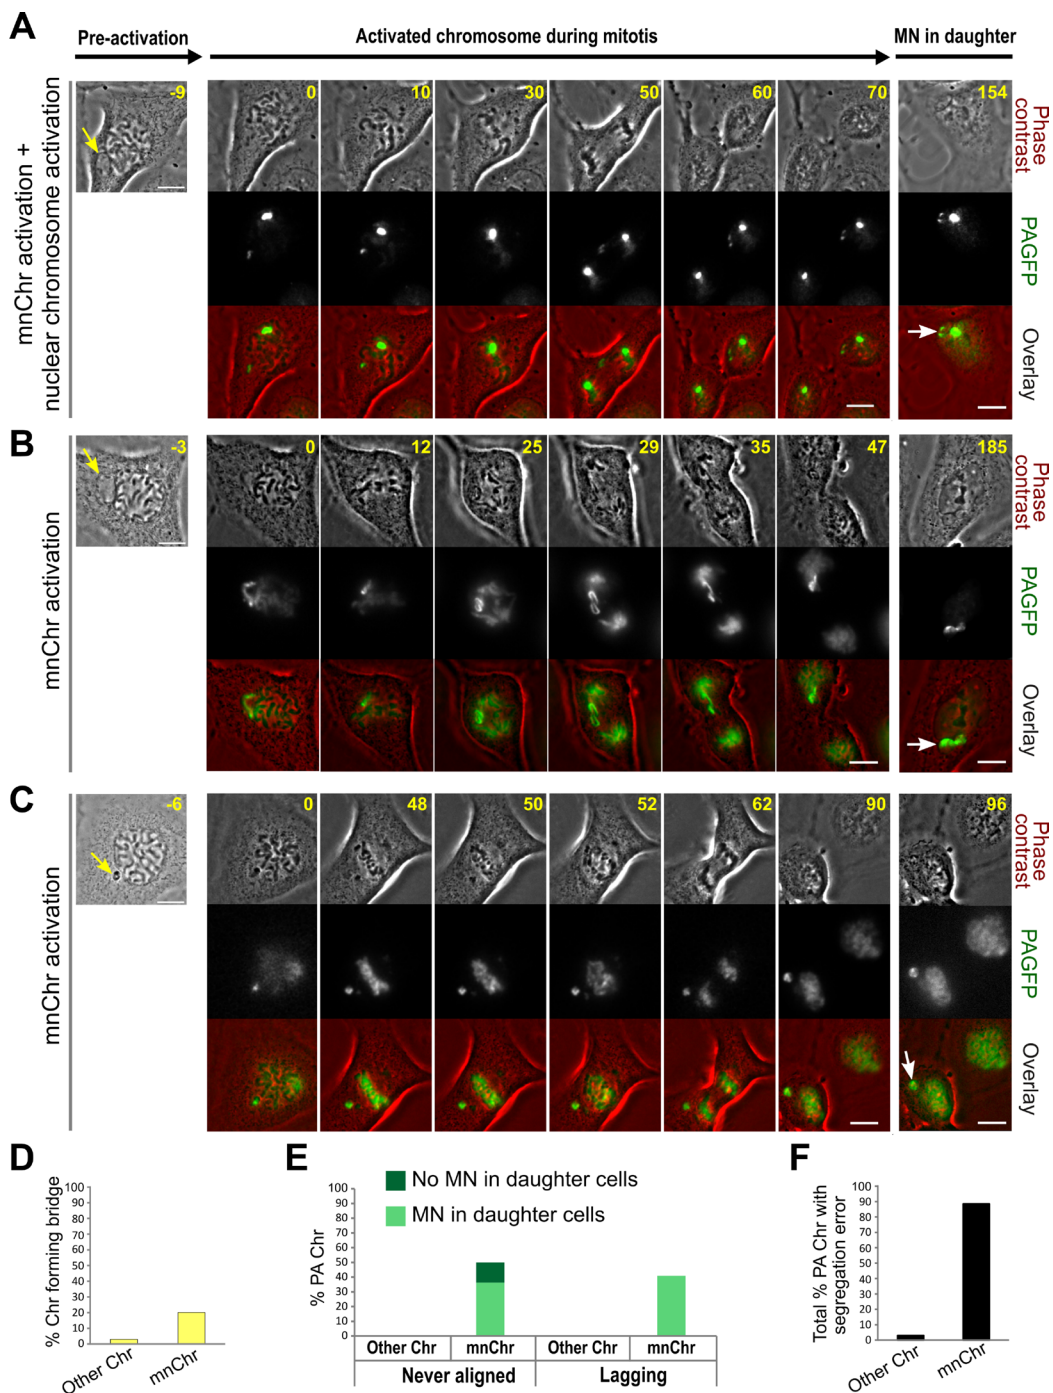 A
Pre-activation
Activated chromosome during mitotis
MN in daughter
mnChr activation +
nuclear chromosome activation
-9
0
10
30
50
60
70
154
Phase
contrast
PAGFP
Overlay
B
mnChr activation
-3
0
12
25
29
35
47
185
Phase
contrast
PAGFP
Overlay
C
mnChr activation
-6
0
48
50
52
62
90
96
Phase
contrast
PAGFP
Overlay
D
% Chr forming bridge
100
90
80
70
60
50
40
30
20
10
0
Other Chr
mnChr
E
No MN in daughter cells
MN in daughter cells
% PA Chr
100
90
80
70
60
50
40
30
20
10
0
Other Chr
mnChr
Other Chr
mnChr
Never aligned
Lagging
F
Total % PA Chr with
segregation error
100
90
80
70
60
50
40
30
20
10
0
Other Chr
mnChr